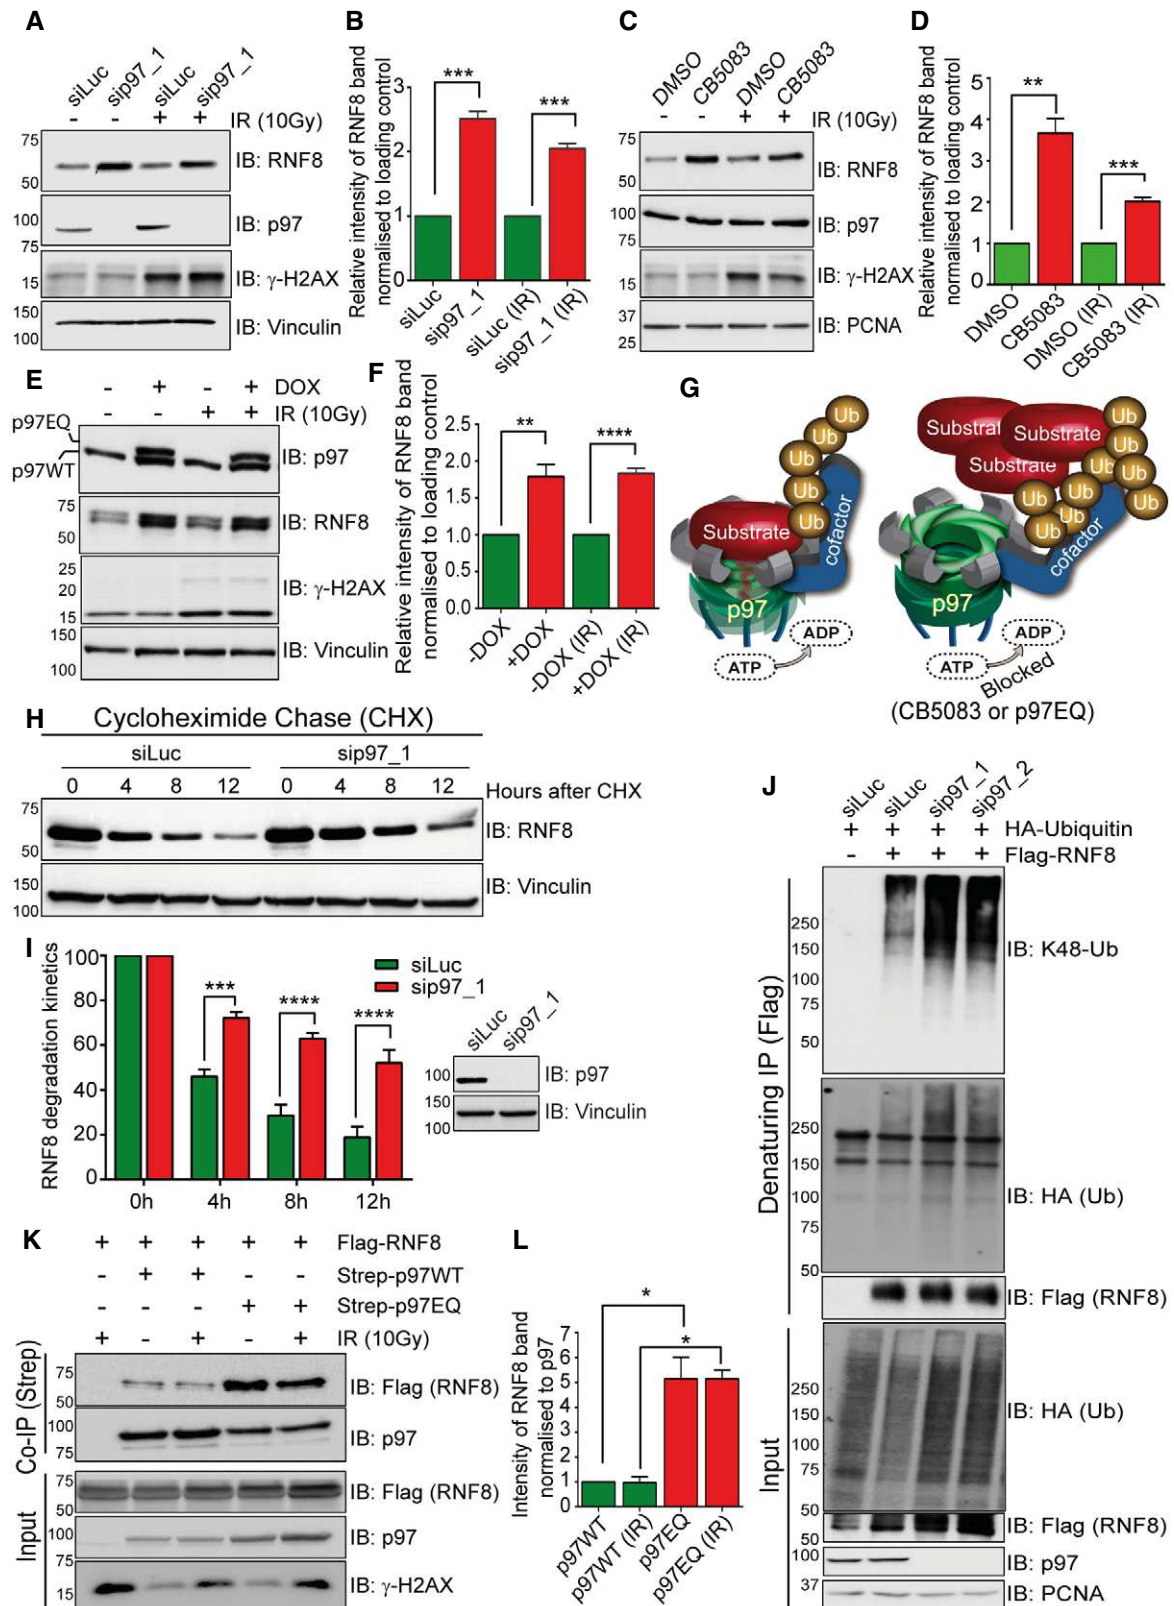 A
siLuc sip97_1 siLuc sip97_1
- - + + IR (10Gy)
75
50
IB: RNF8
100
75
IB: p97
15
IB: γ-H2AX
150
100
IB: Vinculin
B
Relative intensity of RNF8 band
normalised to loading control
3
2
1
0
***
***
siLuc
sip97_1
siLuc (IR)
sip97_1 (IR)
C
DMSO CB5083 DMSO CB5083
- - + + IR (10Gy)
75
50
IB: RNF8
100
75
IB: p97
15
IB: γ-H2AX
37
25
IB: PCNA
D
Relative intensity of RNF8 band
normalised to loading control
5
4
3
2
1
0
**
***
DMSO
CB5083
DMSO (IR)
CB5083 (IR)
E
- + - + DOX
- - + + IR (10Gy)
p97EQ
p97WT
IB: p97
75
50
IB: RNF8
25
20
15
IB: γ-H2AX
150
100
IB: Vinculin
F
Relative intensity of RNF8 band
normalised to loading control
2.5
2.0
1.5
1.0
0.5
0.0
**
****
-DOX
+DOX
-DOX (IR)
+DOX (IR)
G
Substrate
Ub
Ub
Ub
Ub
Ub
cofactor
p97
ATP
ADP
Substrate
Substrate
Substrate
Ub
Ub
Ub
Ub
Ub
Ub
Ub
Ub
Ub
cofactor
p97
ATP
ADP
Blocked
(CB5083 or p97EQ)
H
Cycloheximide Chase (CHX)
siLuc sip97_1
0 4 8 12 0 4 8 12 Hours after CHX
75
50
IB: RNF8
150
100
IB: Vinculin
I
RNF8 degradation kinetics
100
80
60
40
20
0
***
****
****
siLuc
sip97_1
0h 4h 8h 12h
siLuc sip97_1
100
IB: p97
150
100
IB: Vinculin
J
siLuc siLuc sip97_1 sip97_2
+ + + + HA-Ubiquitin
- + + + Flag-RNF8
Denaturing IP (Flag)
250
150
100
75
50
IB: K48-Ub
250
150
100
75
50
IB: HA (Ub)
IB: Flag (RNF8)
Input
250
150
100
75
50
IB: HA (Ub)
50
IB: Flag (RNF8)
100
IB: p97
37
IB: PCNA
K
+ + + + + Flag-RNF8
- + + - - Strep-p97WT
- - - + + Strep-p97EQ
+ - + - + IR (10Gy)
Co-IP (Strep)
75
50
IB: Flag (RNF8)
100
75
IB: p97
Input
75
50
IB: Flag (RNF8)
100
75
IB: p97
15
IB: γ-H2AX
L
Intensity of RNF8 band
normalised to p97
7
6
5
4
3
2
1
0
*
*
p97WT
p97WT (IR)
p97EQ
p97EQ (IR)